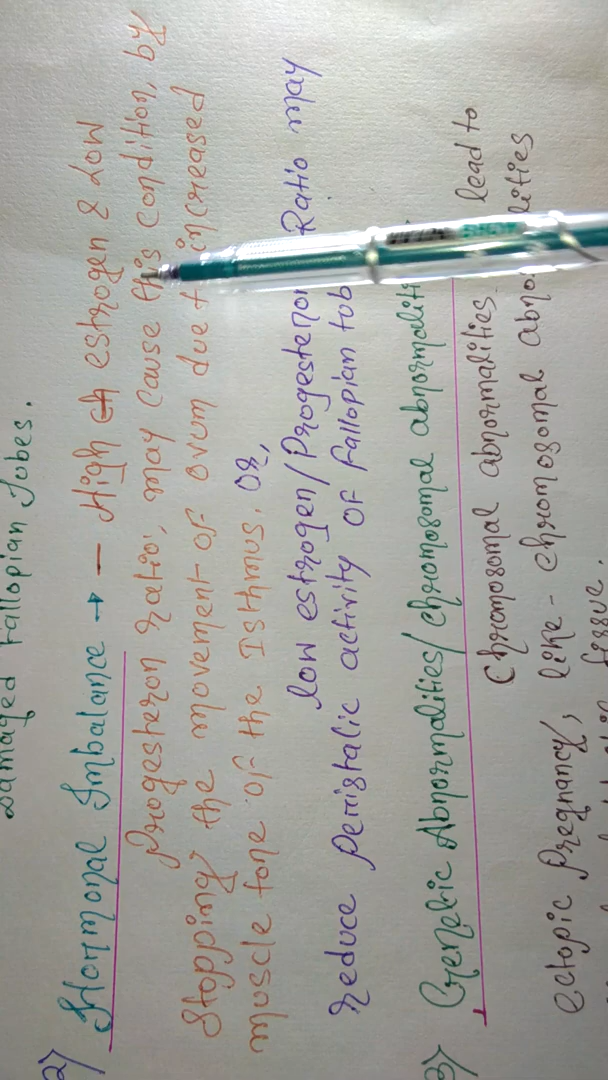 Damaged Fallopian Tubes.
2) Hormonal Imbalance → — High estrogen & Low
Progesteron ratio, may cause this condition, by
stopping the movement of ovum due to increased
muscle tone of the Isthmus. OR,
low estrogen/Progesteron Ratio may
reduce peristalic activity of fallopian tub
3) Genetic Abnormalities/chromosomal abnormaliti
Chromosomal abnormalities lead to
ectopic pregnancy, like - chromosomal abno lities
tissue.